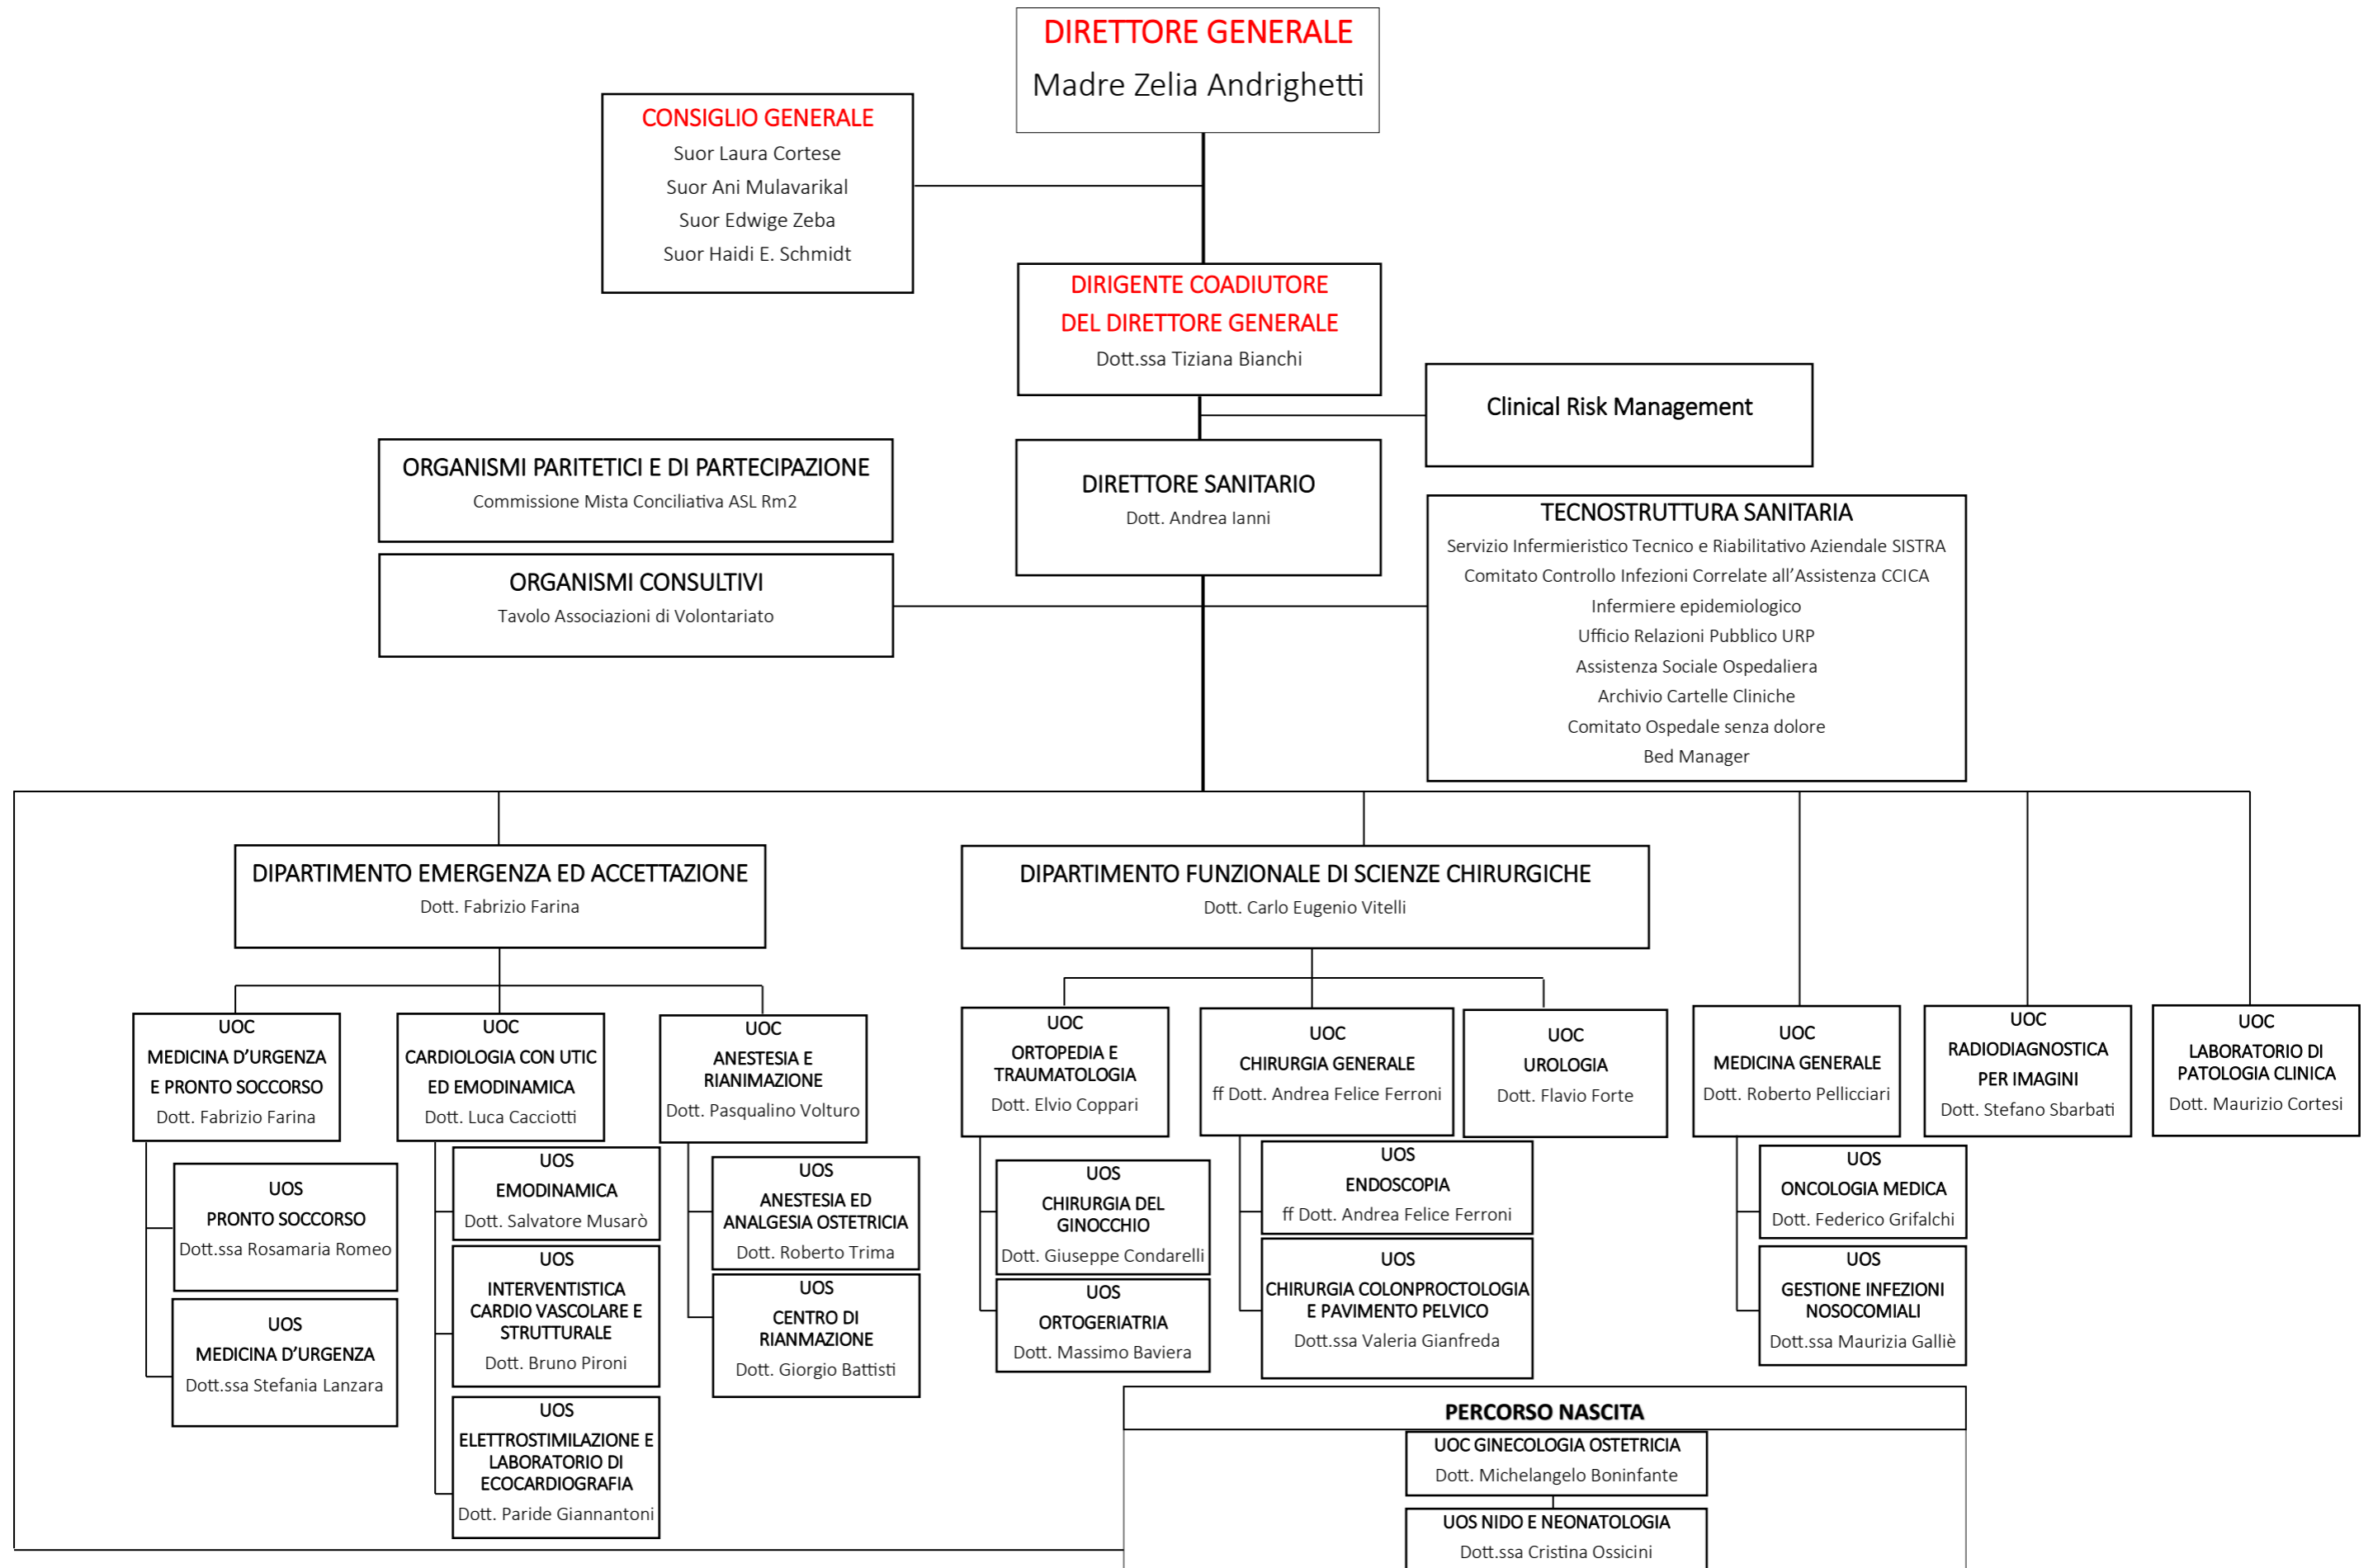 DIRETTORE GENERALE
Madre Zelia Andrighetti
CONSIGLIO GENERALE
Suor Laura Cortese
Suor Ani Mulavarikal
Suor Edwige Zeba
Suor Haidi E. Schmidt
DIRIGENTE COADIUTORE
DEL DIRETTORE GENERALE
Dott.ssa Tiziana Bianchi
Clinical Risk Management
ORGANISMI PARITETICI E DI PARTECIPAZIONE
Commissione Mista Conciliativa ASL Rm2
DIRETTORE SANITARIO
Dott. Andrea Ianni
ORGANISMI CONSULTIVI
Tavolo Associazioni di Volontariato
TECNOSTRUTTURA SANITARIA
Servizio Infermieristico Tecnico e Riabilitativo Aziendale SISTRA
Comitato Controllo Infezioni Correlate all’Assistenza CCICA
Infermiere epidemiologico
Ufficio Relazioni Pubblico URP
Assistenza Sociale Ospedaliera
Archivio Cartelle Cliniche
Comitato Ospedale senza dolore
Bed Manager
DIPARTIMENTO EMERGENZA ED ACCETTAZIONE
Dott. Fabrizio Farina
DIPARTIMENTO FUNZIONALE DI SCIENZE CHIRURGICHE
Dott. Carlo Eugenio Vitelli
UOC
MEDICINA D’URGENZA
E PRONTO SOCCORSO
Dott. Fabrizio Farina
UOS
PRONTO SOCCORSO
Dott.ssa Rosamaria Romeo
UOS
MEDICINA D’URGENZA
Dott.ssa Stefania Lanzara
UOC
CARDIOLOGIA CON UTIC
ED EMODINAMICA
Dott. Luca Cacciotti
UOS
EMODINAMICA
Dott. Salvatore Musarò
UOS
INTERVENTISTICA
CARDIO VASCOLARE E
STRUTTURALE
Dott. Bruno Pironi
UOS
ELETTROSTIMILAZIONE E
LABORATORIO DI
ECOCARDIOGRAFIA
Dott. Paride Giannantoni
UOC
ANESTESIA E
RIANIMAZIONE
Dott. Pasqualino Volturo
UOS
ANESTESIA ED
ANALGESIA OSTETRICIA
Dott. Roberto Trima
UOS
CENTRO DI
RIANMAZIONE
Dott. Giorgio Battisti
UOC
ORTOPEDIA E
TRAUMATOLOGIA
Dott. Elvio Coppari
UOS
CHIRURGIA DEL
GINOCCHIO
Dott. Giuseppe Condarelli
UOS
ORTOGERIATRIA
Dott. Massimo Baviera
UOC
CHIRURGIA GENERALE
ff Dott. Andrea Felice Ferroni
UOS
ENDOSCOPIA
ff Dott. Andrea Felice Ferroni
UOS
CHIRURGIA COLONPROCTOLOGIA
E PAVIMENTO PELVICO
Dott.ssa Valeria Gianfreda
UOC
UROLOGIA
Dott. Flavio Forte
UOC
MEDICINA GENERALE
Dott. Roberto Pellicciari
UOS
ONCOLOGIA MEDICA
Dott. Federico Grifalchi
UOS
GESTIONE INFEZIONI
NOSOCOMIALI
Dott.ssa Maurizia Galliè
UOC
RADIODIAGNOSTICA
PER IMAGINI
Dott. Stefano Sbarbati
UOC
LABORATORIO DI
PATOLOGIA CLINICA
Dott. Maurizio Cortesi
PERCORSO NASCITA
UOC GINECOLOGIA OSTETRICIA
Dott. Michelangelo Boninfante
UOS NIDO E NEONATOLOGIA
Dott.ssa Cristina Ossicini